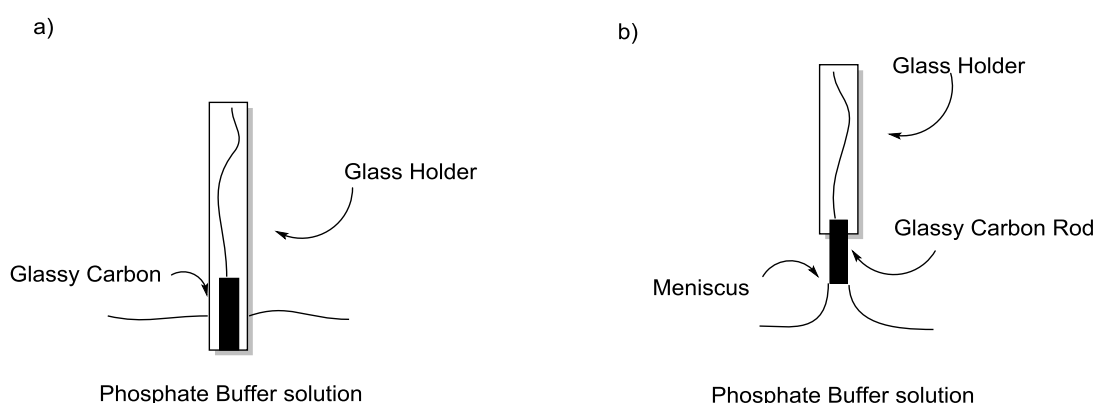 a)
Glass Holder
Glassy Carbon
Phosphate Buffer solution
b)
Glass Holder
Glassy Carbon Rod
Meniscus
Phosphate Buffer solution